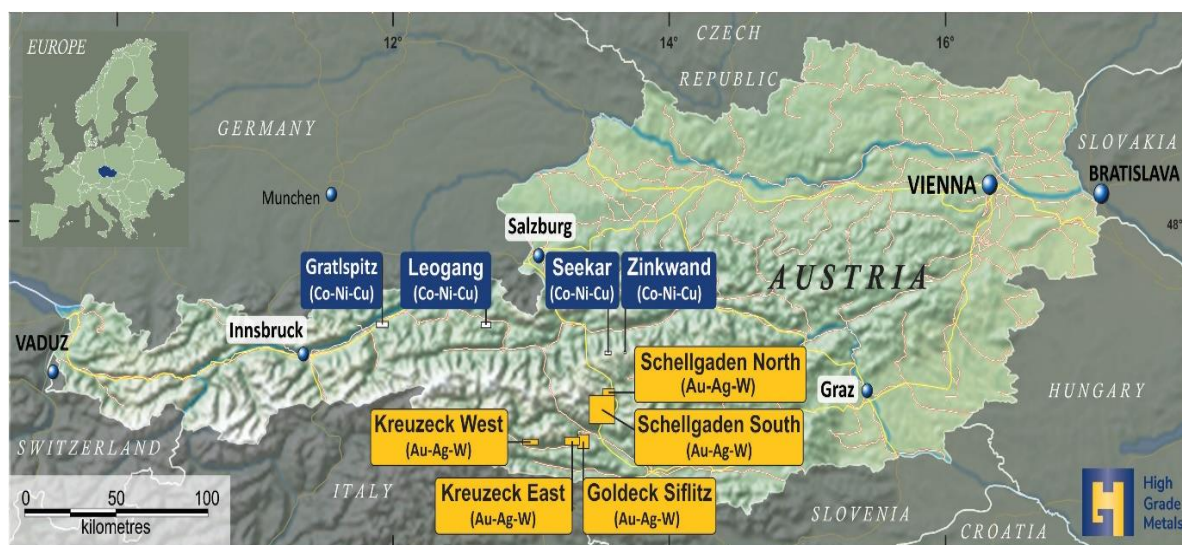 EUROPE
12°
14°
16°
CZECH
REPUBLIC
GERMANY
SLOVAKIA
BRATISLAVA
VIENNA
Munchen
48°
Salzburg
Gratlspitz
(Co-Ni-Cu)
Leogang
(Co-Ni-Cu)
Seekar
(Co-Ni-Cu)
Zinkwand
(Co-Ni-Cu)
AUSTRIA
VADUZ
Innsbruck
Schellgaden North
(Au-Ag-W)
Graz
HUNGARY
Kreuzeck West
(Au-Ag-W)
Schellgaden South
(Au-Ag-W)
SWITZERLAND
ITALY
Kreuzeck East
(Au-Ag-W)
Goldeck Siflitz
(Au-Ag-W)
0 50 100
kilometres
SLOVENIA
CROATIA
High
Grade
Metals